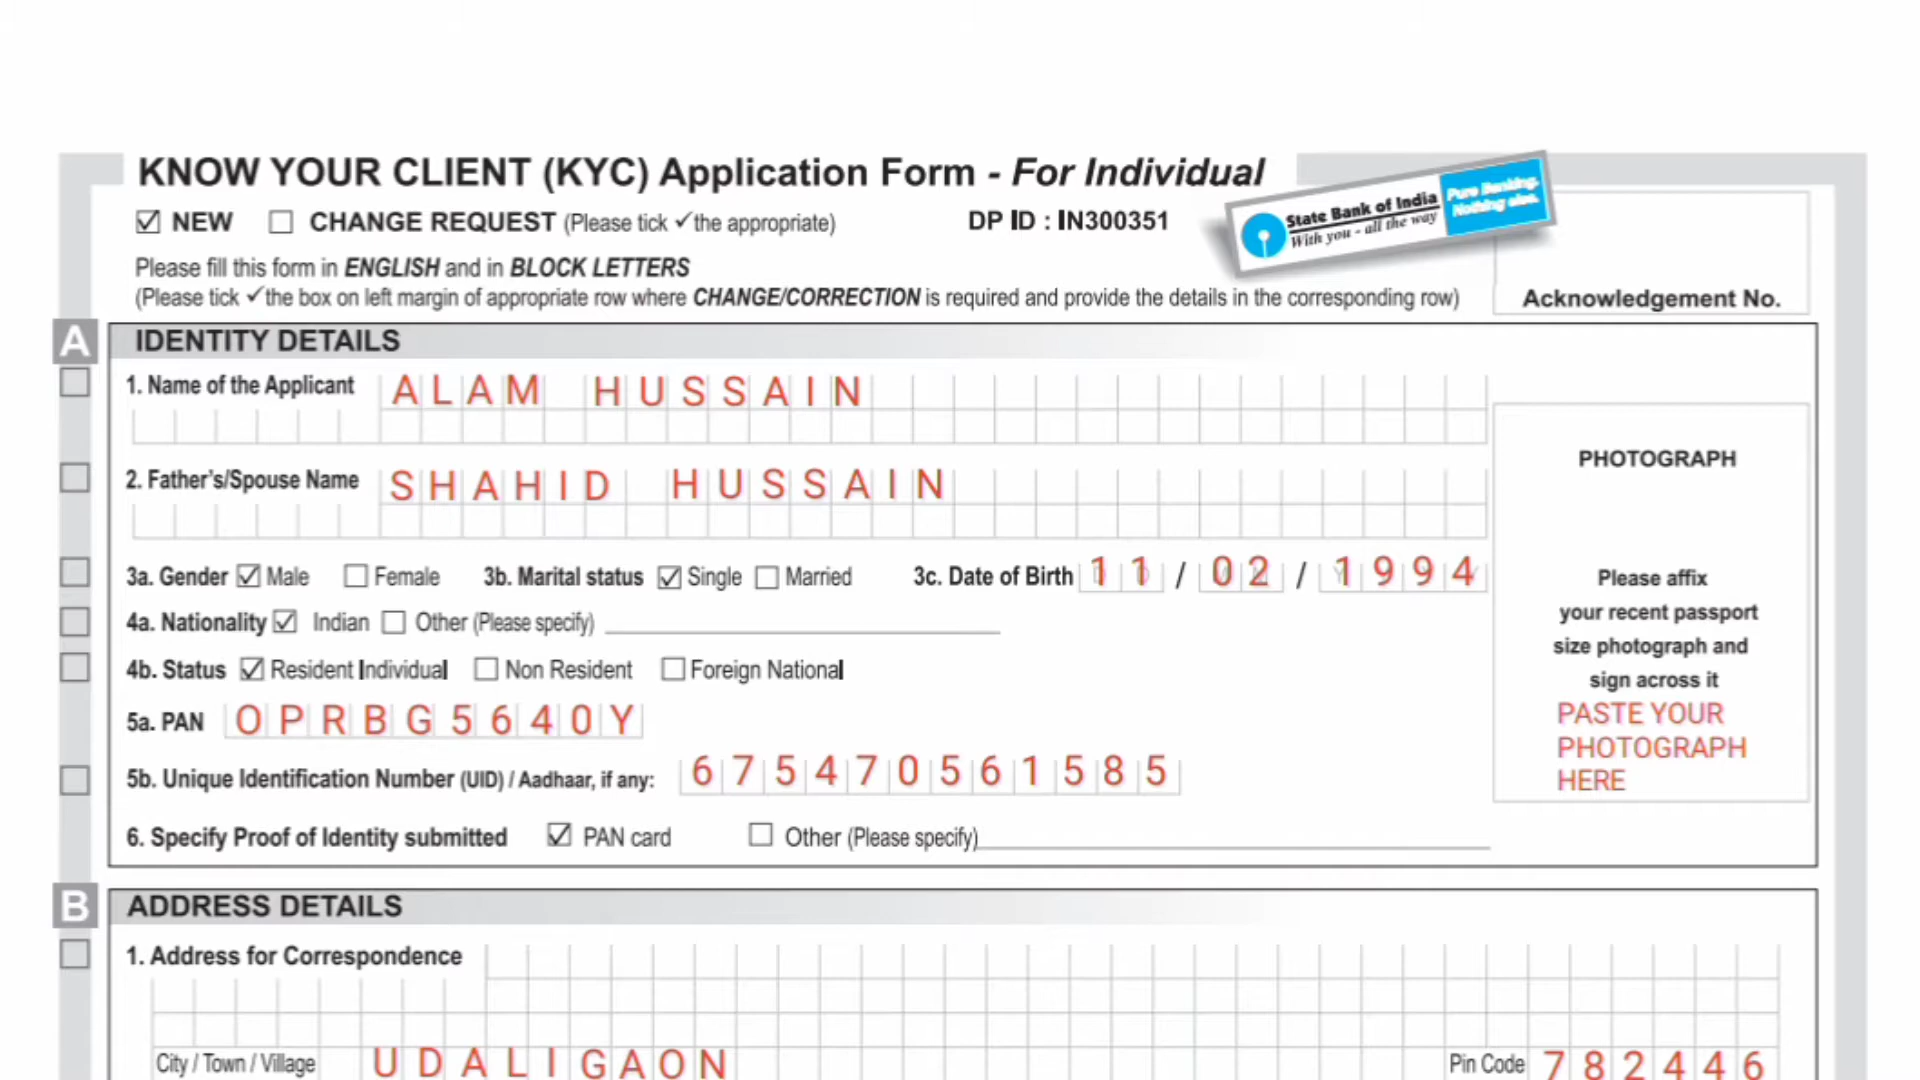 KNOW YOUR CLIENT (KYC) Application Form - For Individual
NEW CHANGE REQUEST (Please tick ✓the appropriate) DP ID : IN300351
State Bank of India
With you - all the way
Pure Banking.
Nothing else.
Please fill this form in ENGLISH and in BLOCK LETTERS
(Please tick ✓the box on left margin of appropriate row where CHANGE/CORRECTION is required and provide the details in the corresponding row)
Acknowledgement No.
A IDENTITY DETAILS
1. Name of the Applicant ALAM HUSSAIN
2. Father's/Spouse Name SHAHID HUSSAIN
3a. Gender Male Female 3b. Marital status Single Married 3c. Date of Birth 11 / 02 / 1994
4a. Nationality Indian Other (Please specify)
4b. Status Resident Individual Non Resident Foreign National
5a. PAN OPRBG5640Y
5b. Unique Identification Number (UID) / Aadhaar, if any: 675470561585
6. Specify Proof of Identity submitted PAN card Other (Please specify)
PHOTOGRAPH
Please affix
your recent passport
size photograph and
sign across it
PASTE YOUR
PHOTOGRAPH
HERE
B ADDRESS DETAILS
1. Address for Correspondence
City / Town / Village UDALIGAON Pin Code 782446